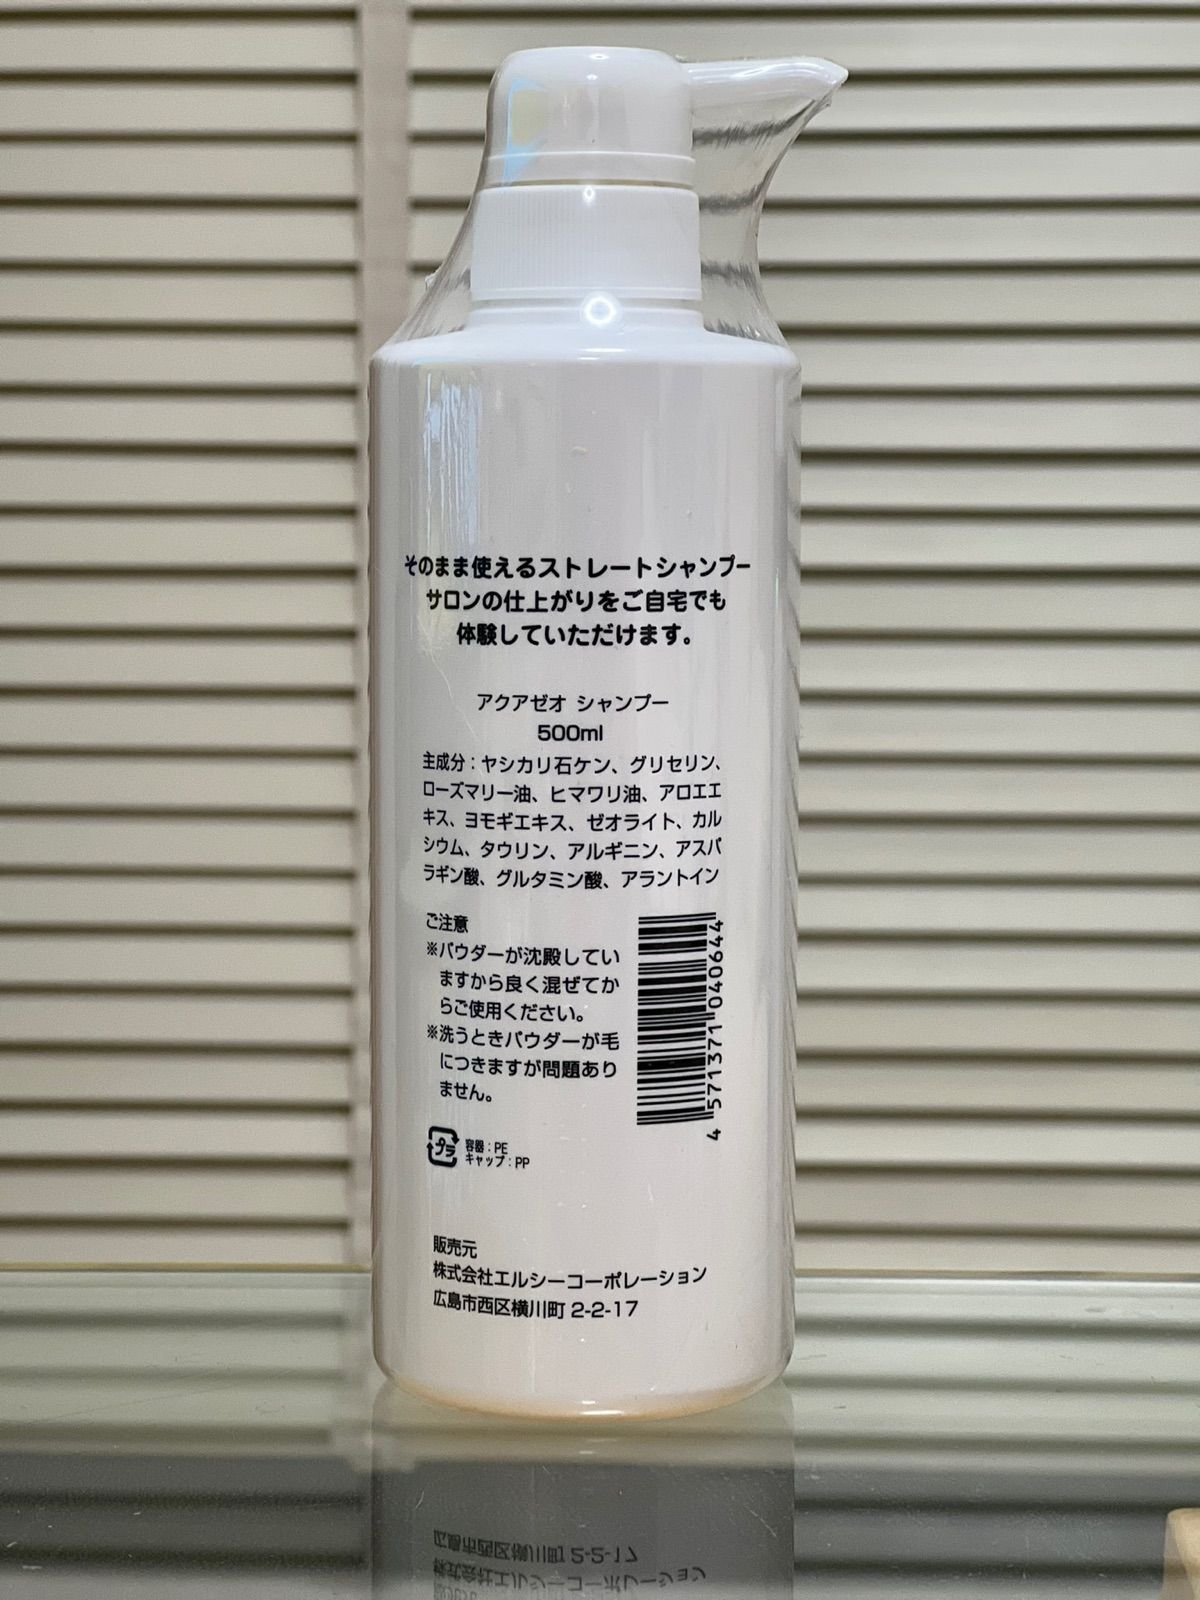 そのまま使えるストレートシャンプー
サロンの仕上がりをご自宅でも
体験していただけます。
アクアゼオ シャンプー
500ml
主成分：ヤシカリ石ケン、グリセリン、
ローズマリー油、ヒマワリ油、アロエエ
キス、ヨモギエキス、ゼオライト、カル
シウム、タウリン、アルギニン、アスパ
ラギン酸、グルタミン酸、アラントイン
ご注意
※パウダーが沈殿してい
ますから良く混ぜてか
らご使用ください。
※洗うときパウダーが毛
につきますが問題あり
ません。
4 571371 040644
プラ
容器：PE
キャップ：PP
販売元
株式会社エルシーコーポレーション
広島市西区横川町 2-2-17